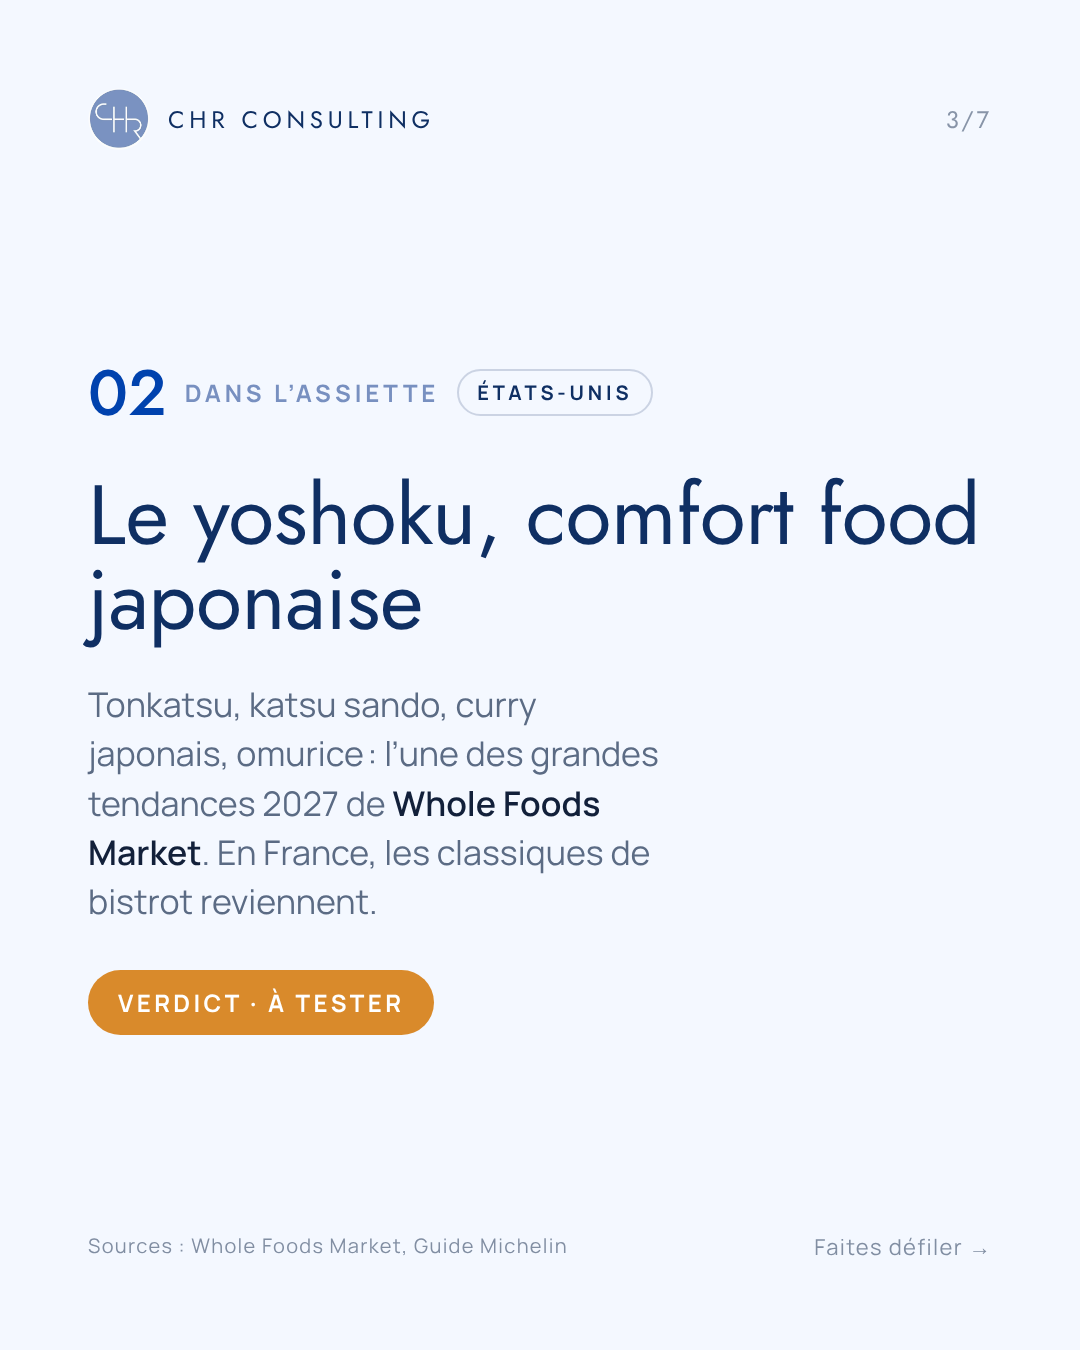 CHR CHR CONSULTING
3/7
02 DANS L’ASSIETTE ÉTATS-UNIS
Le yoshoku, comfort food
japonaise
Tonkatsu, katsu sando, curry
japonais, omurice : l’une des grandes
tendances 2027 de Whole Foods
Market. En France, les classiques de
bistrot reviennent.
VERDICT · À TESTER
Sources : Whole Foods Market, Guide Michelin
Faites défiler →